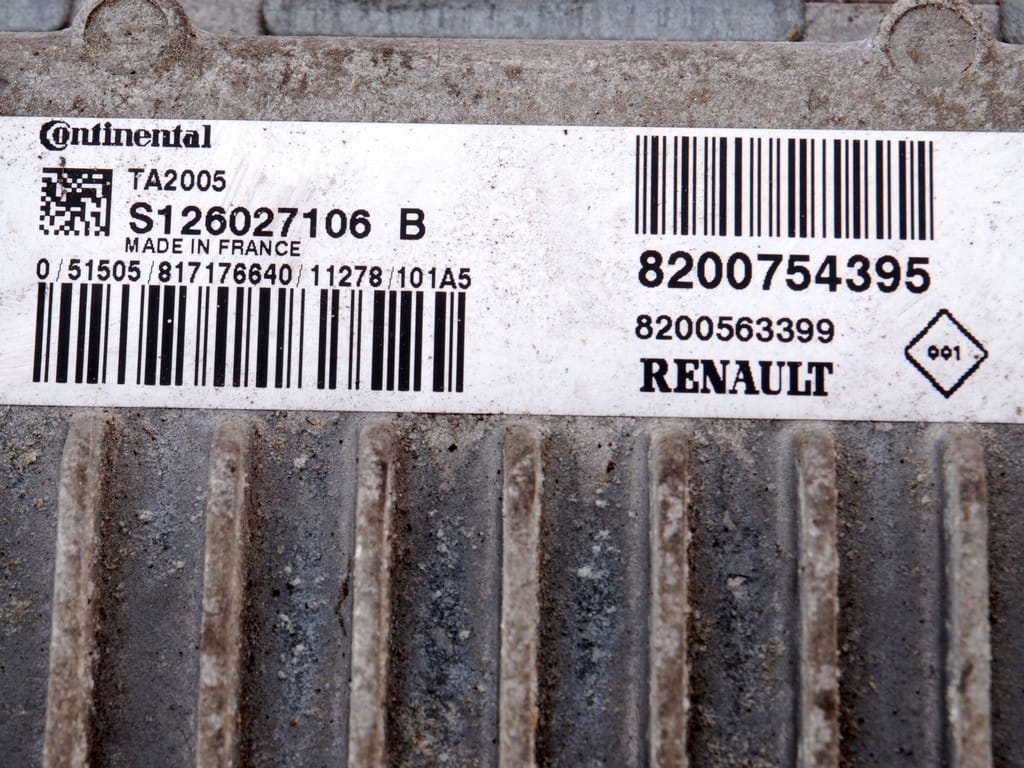 Continental
TA2005
S126027106 B
MADE IN FRANCE
0/51505/817176640/11278/101A5
8200754395
8200563399
RENAULT
001